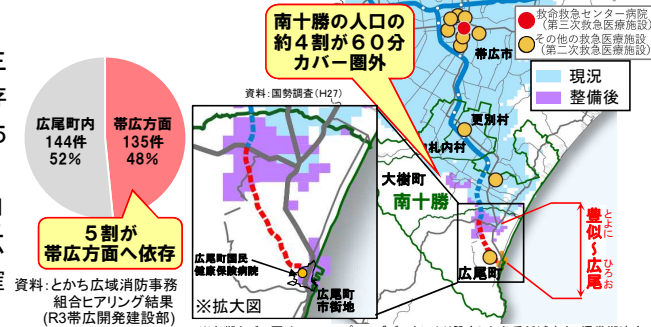 広尾町内
144件
52%
帯広方面
135件
48%
5割が
帯広方面へ依存
資料:とかち広域消防事務
組合ヒアリング結果
(R3帯広開発建設部)
南十勝の人口の
約4割が60分
カバー圏外
資料:国勢調査(H27)
広尾町国民
健康保険病院
広尾町
市街地
※拡大図
救命救急センター病院
(第三次救急医療施設)
その他の救急医療施設
(第二次救急医療施設)
現況
整備後
帯広市
更別村
札内村
大樹町
南十勝
広尾町
とよに
豊似~広尾
ひろお